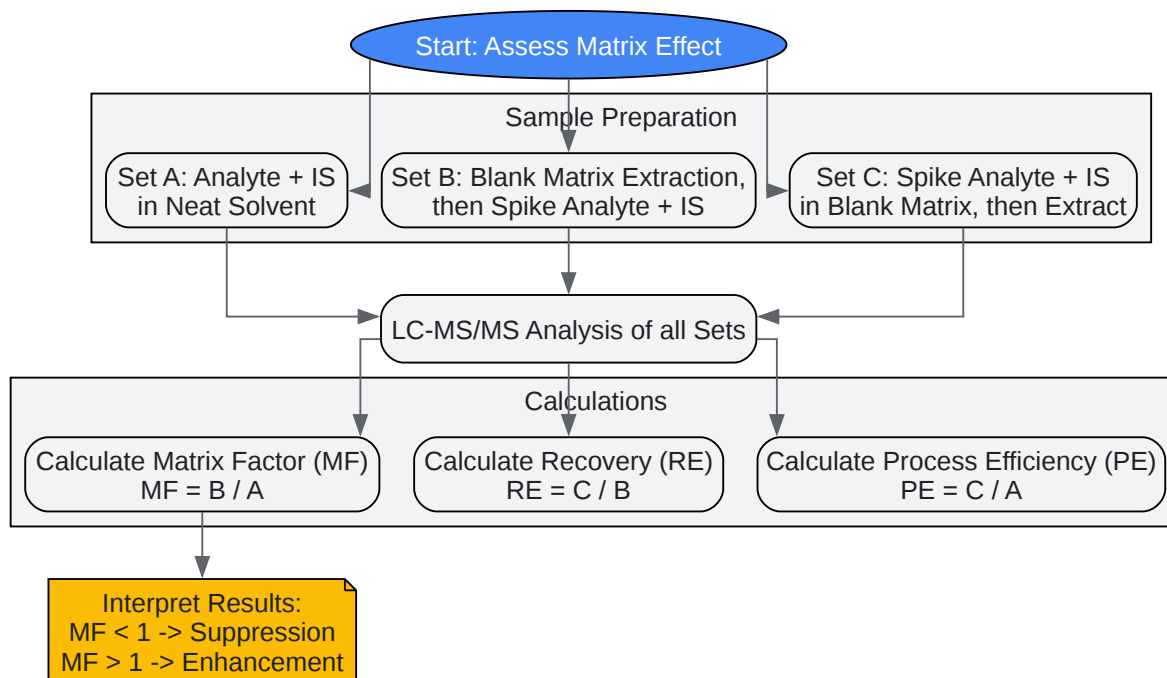 Start: Assess Matrix Effect
Sample Preparation
Set A: Analyte + IS
in Neat Solvent
Set B: Blank Matrix Extraction,
then Spike Analyte + IS
Set C: Spike Analyte + IS
in Blank Matrix, then Extract
LC-MS/MS Analysis of all Sets
Calculations
Calculate Matrix Factor (MF)
MF = B / A
Calculate Recovery (RE)
RE = C / B
Calculate Process Efficiency (PE)
PE = C / A
Interpret Results:
MF < 1 -> Suppression
MF > 1 -> Enhancement